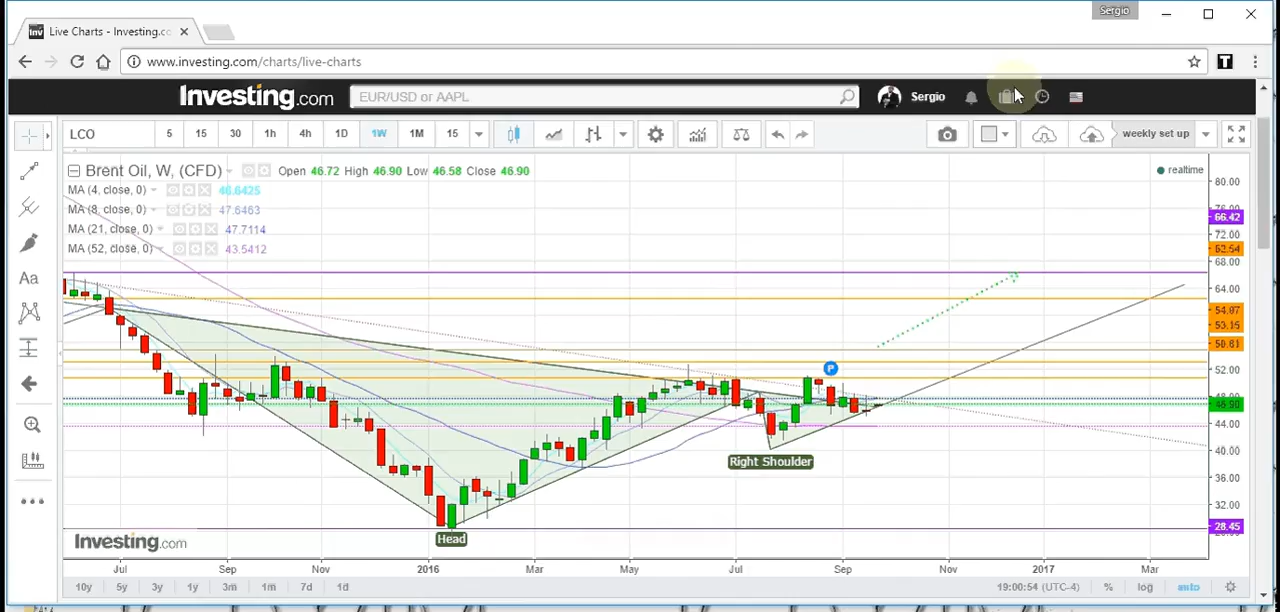 Sergio
Live Charts - Investing.co
www.investing.com/charts/live-charts
Investing.com EUR/USD or AAPL Sergio
LCO 5 15 30 1h 4h 1D 1W 1M 15 weekly set up
Brent Oil, W, (CFD) Open 46.72 High 46.90 Low 46.58 Close 46.90 realtime
MA (4, close, 0) 46.6425
MA (8, close, 0) 47.6463
MA (21, close, 0) 47.7114
MA (52, close, 0) 43.5412
Aa
80.00
66.42
72.00
68.00
64.00
54.07
53.15
52.00
46.90
44.00
40.00
36.00
32.00
28.45
P
Right Shoulder
Head
Investing.com
Jul Sep Nov 2016 Mar May Jul Sep Nov 2017 Mar
10y 5y 3y 1y 3m 1m 7d 1d 19:00:54 (UTC-4) % log auto